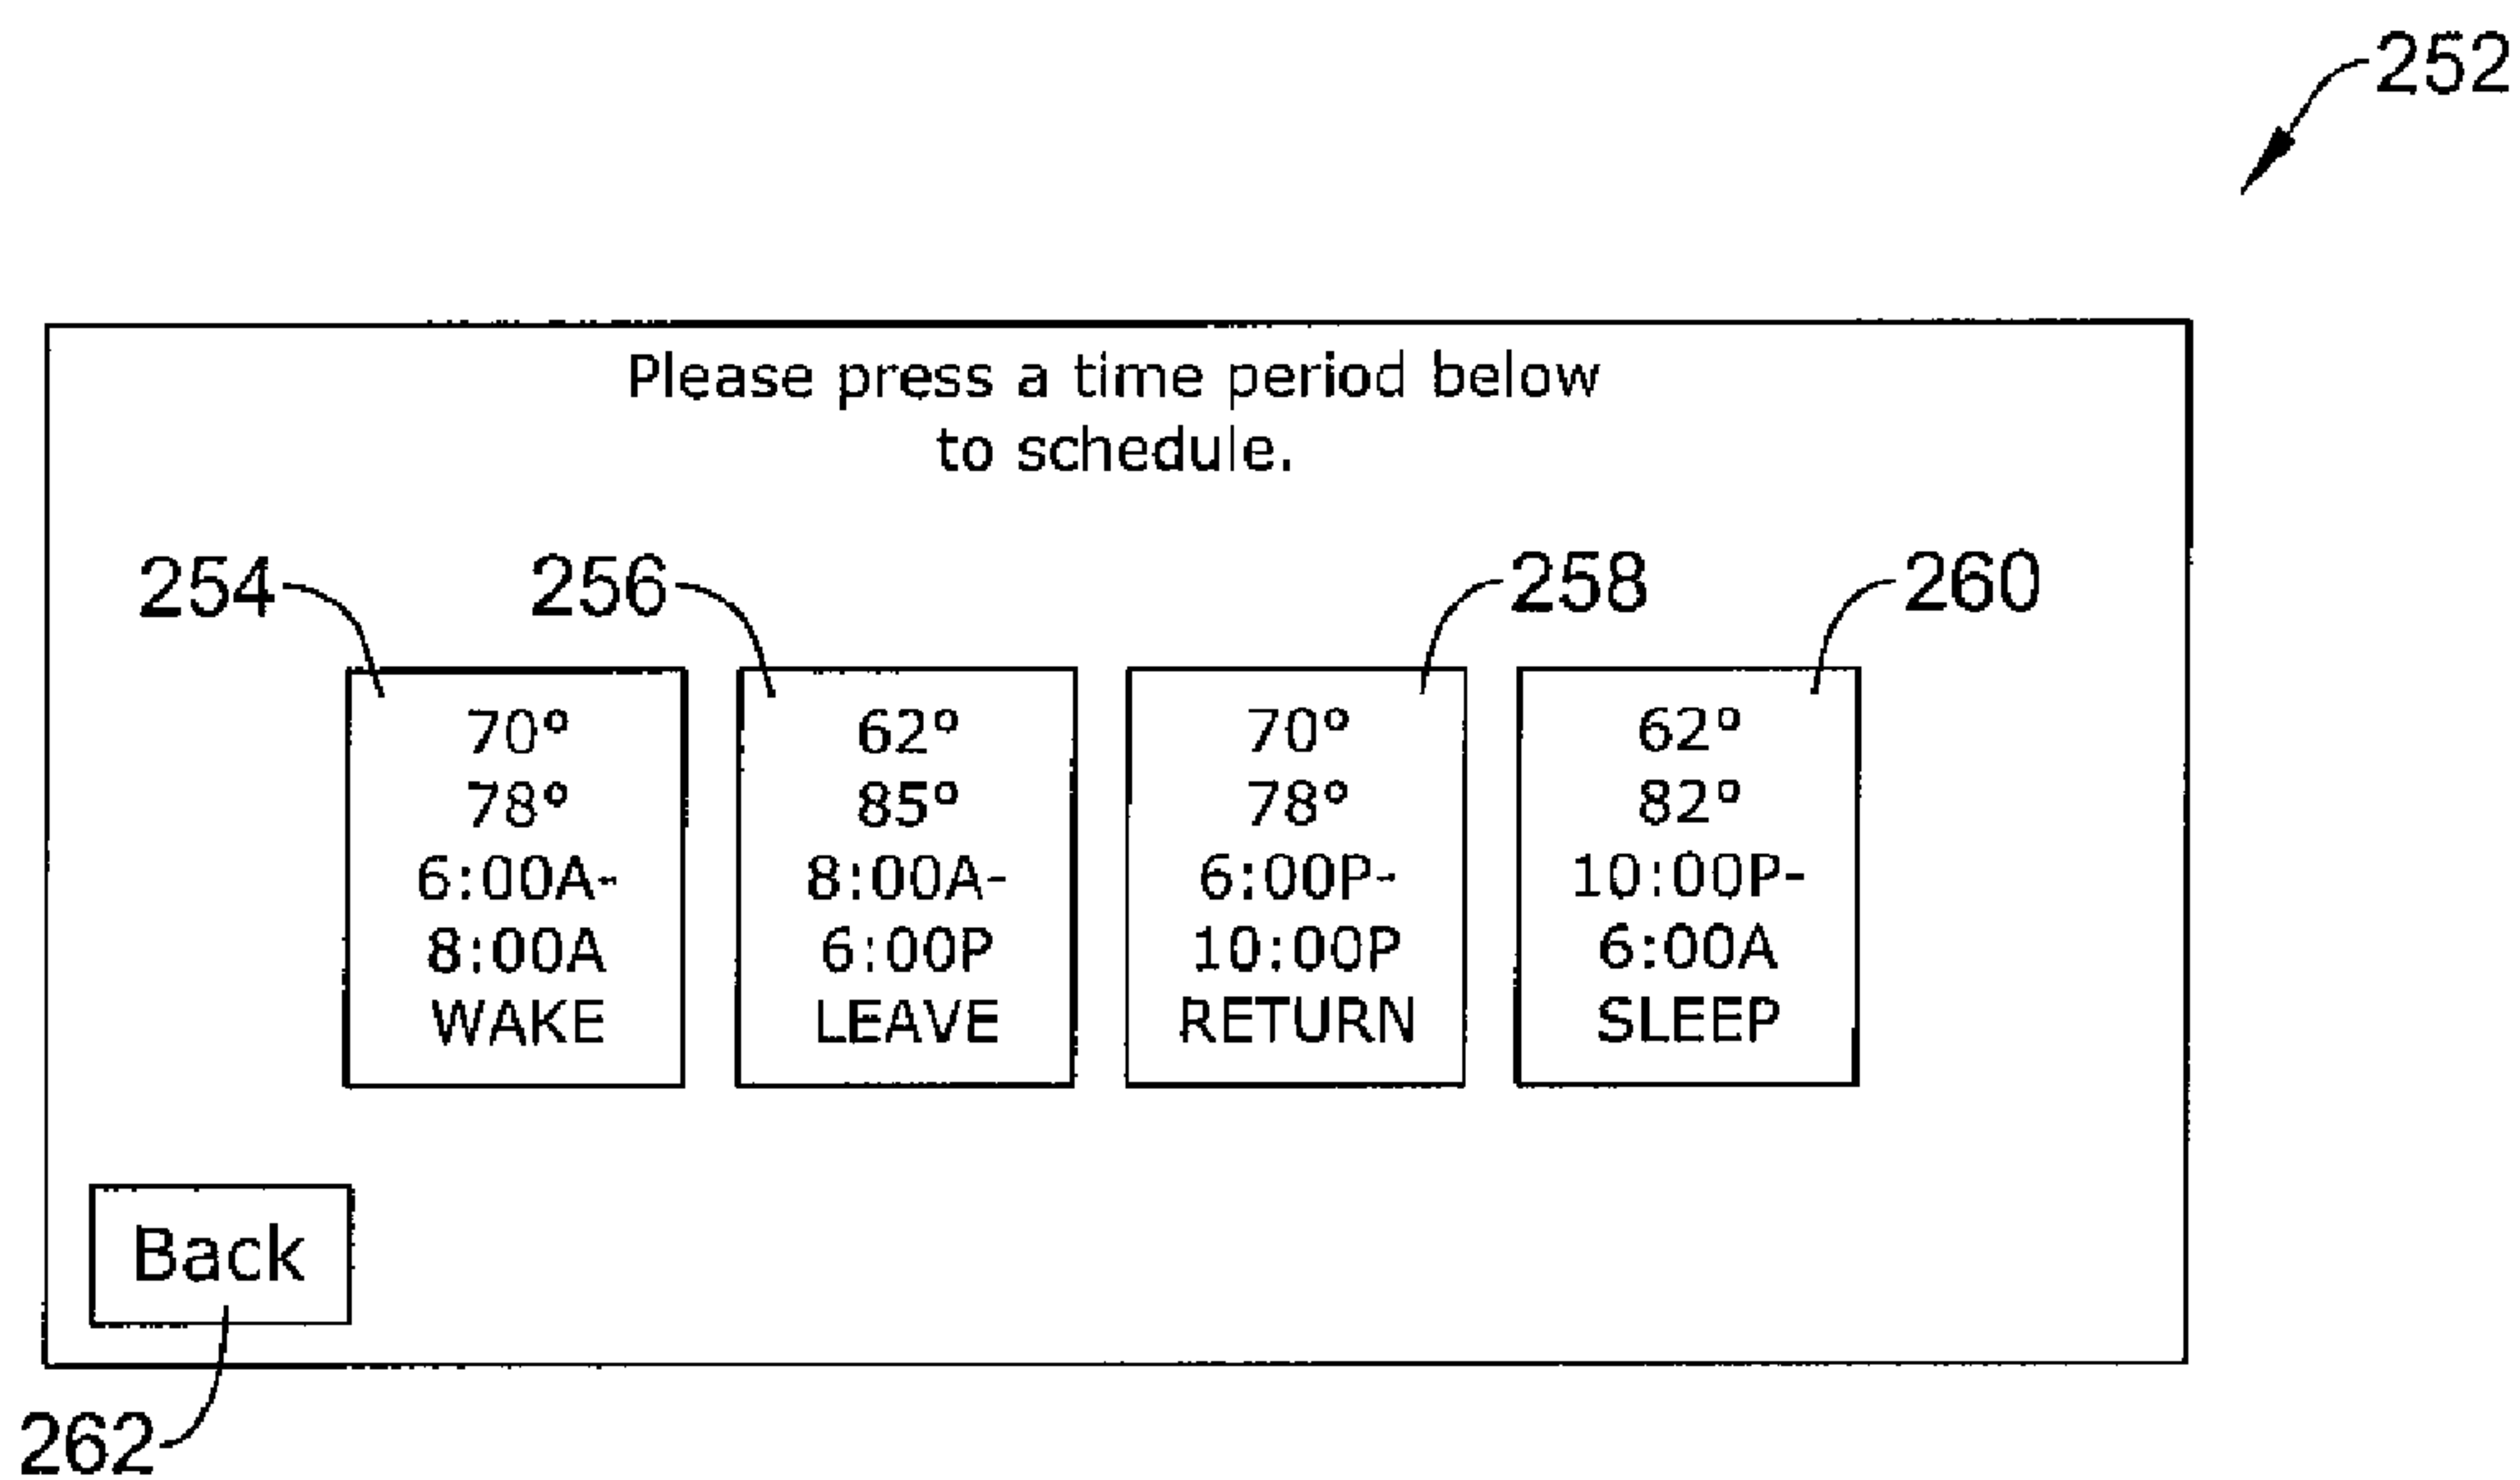 252
Please press a time period below
to schedule.
254
256
258
260
70°
78°
6:00A-
8:00A
WAKE
62°
85°
8:00A-
6:00P
LEAVE
70°
78°
6:00P-
10:00P
RETURN
62°
82°
10:00P-
6:00A
SLEEP
Back
262